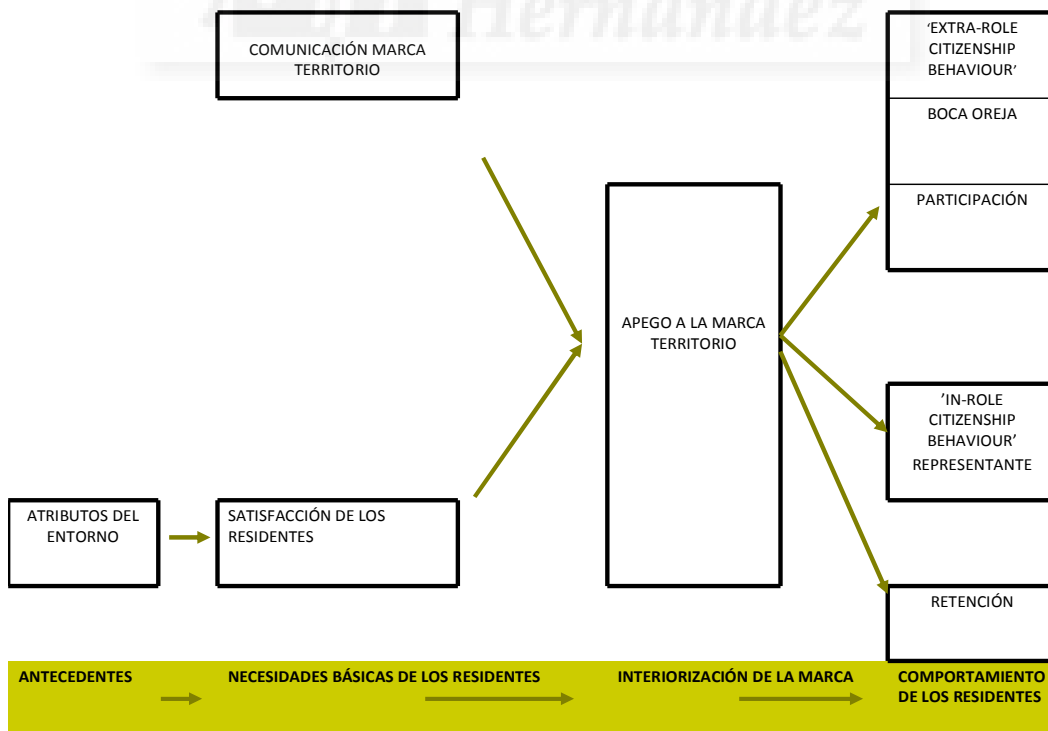 Hernández
COMUNICACIÓN MARCA
TERRITORIO
‘EXTRA-ROLE
CITIZENSHIP
BEHAVIOUR’
BOCA OREJA
PARTICIPACIÓN
APEGO A LA MARCA
TERRITORIO
’IN-ROLE
CITIZENSHIP
BEHAVIOUR’
REPRESENTANTE
ATRIBUTOS DEL
ENTORNO
SATISFACCIÓN DE LOS
RESIDENTES
RETENCIÓN
ANTECEDENTES
NECESIDADES BÁSICAS DE LOS RESIDENTES
INTERIORIZACIÓN DE LA MARCA
COMPORTAMIENTO
DE LOS RESIDENTES